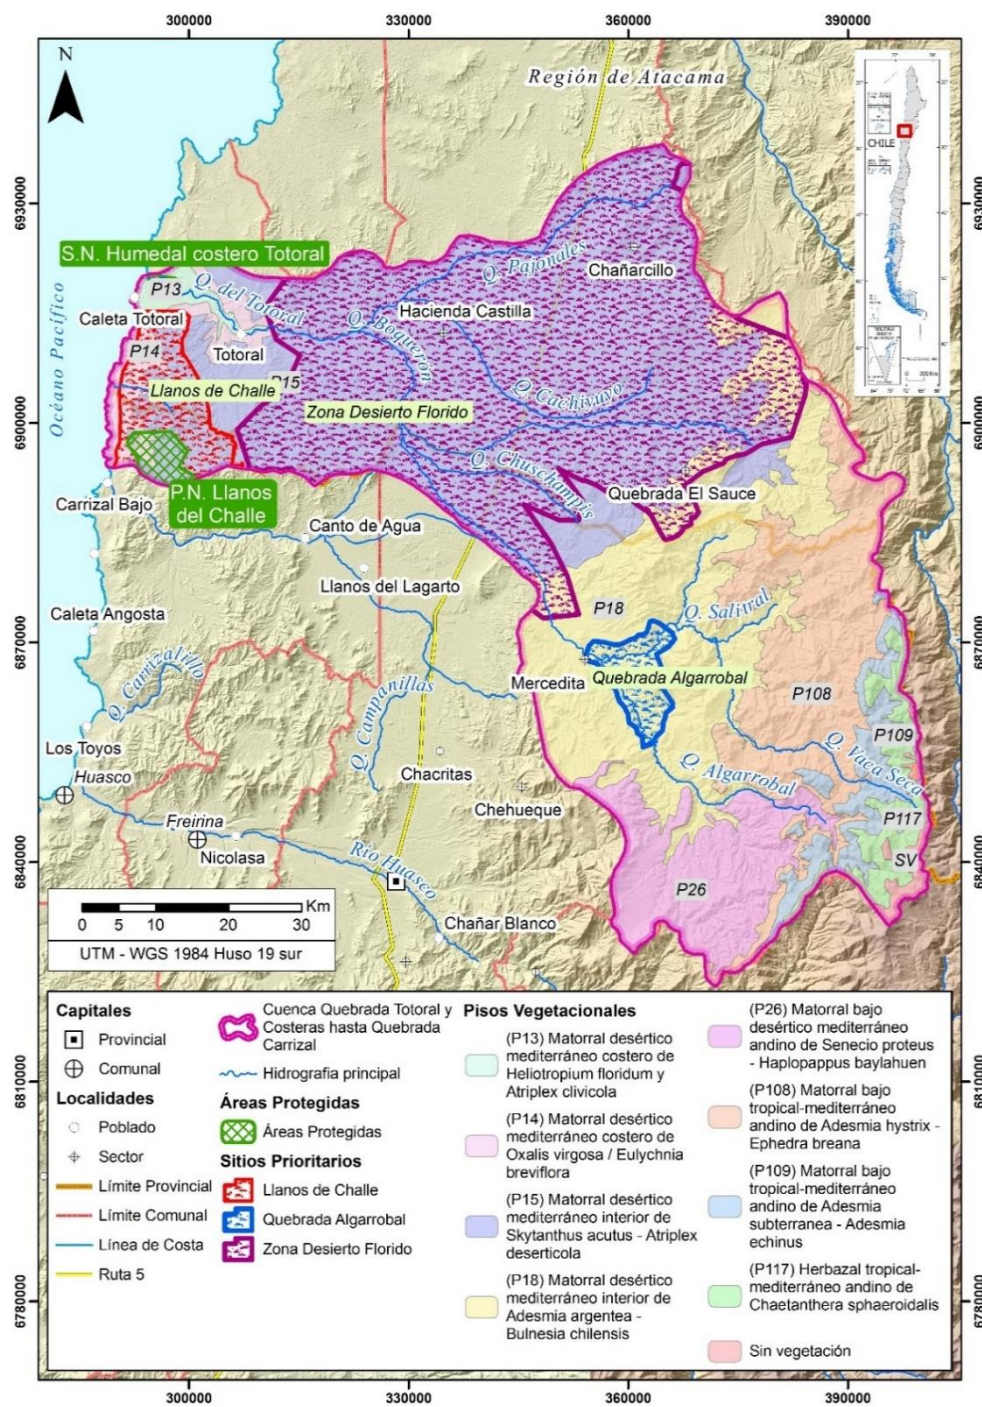 300000
330000
360000
390000
N
Región de Atacama
CHILE
6930000
6930000
S.N. Humedal costero Totoral
Océano Pacífico
P13
Q. del Totoral
Q. Pajonales
Chañarcillo
Caleta Totoral
Hacienda Castilla
Q. Boquerón
P14
Totoral
P15
Llanos de Challe
Q. Cachiyuyo
Zona Desierto Florido
6900000
6900000
Q. Chuschampis
Quebrada El Sauce
P.N. Llanos
del Challe
Carrizal Bajo
Canto de Agua
Llanos del Lagarto
Caleta Angosta
P18
Q. Salitral
6870000
6870000
Mercedita
Quebrada Algarrobal
Q. Carrizalillo
P108
Q. Campanillas
Los Toyos
P109
Q. Vaca Seca
Huasco
Chacritas
Q. Algarrobal
Chehueque
Freirina
Nicolasa
P117
Río Huasco
6840000
6840000
SV
P26
Chañar Blanco
Km
0 5 10 20 30
UTM - WGS 1984 Huso 19 sur
Capitales
Provincial
Comunal
Localidades
Poblado
Sector
Límite Provincial
Límite Comunal
Línea de Costa
Ruta 5
Cuenca Quebrada Totoral y
Costeras hasta Quebrada
Carrizal
Hidrografia principal
Áreas Protegidas
Áreas Protegidas
Sitios Prioritarios
Llanos de Challe
Quebrada Algarrobal
Zona Desierto Florido
Pisos Vegetacionales
(P13) Matorral desértico
mediterráneo costero de
Heliotropium floridum y
Atriplex clivicola
(P14) Matorral desértico
mediterráneo costero de
Oxalis virgosa / Eulychnia
breviflora
(P15) Matorral desértico
mediterráneo interior de
Skytanthus acutus - Atriplex
deserticola
(P18) Matorral desértico
mediterráneo interior de
Adesmia argentea -
Bulnesia chilensis
(P26) Matorral bajo
desértico mediterráneo
andino de Senecio proteus
- Haplopappus baylahuen
(P108) Matorral bajo
tropical-mediterráneo
andino de Adesmia hystrix -
Ephedra breana
(P109) Matorral bajo
tropical-mediterráneo
andino de Adesmia
subterranea - Adesmia
echinus
(P117) Herbazal tropical-
mediterráneo andino de
Chaetanthera sphaeroidalis
Sin vegetación
6810000
6810000
6780000
6780000
300000
330000
360000
390000